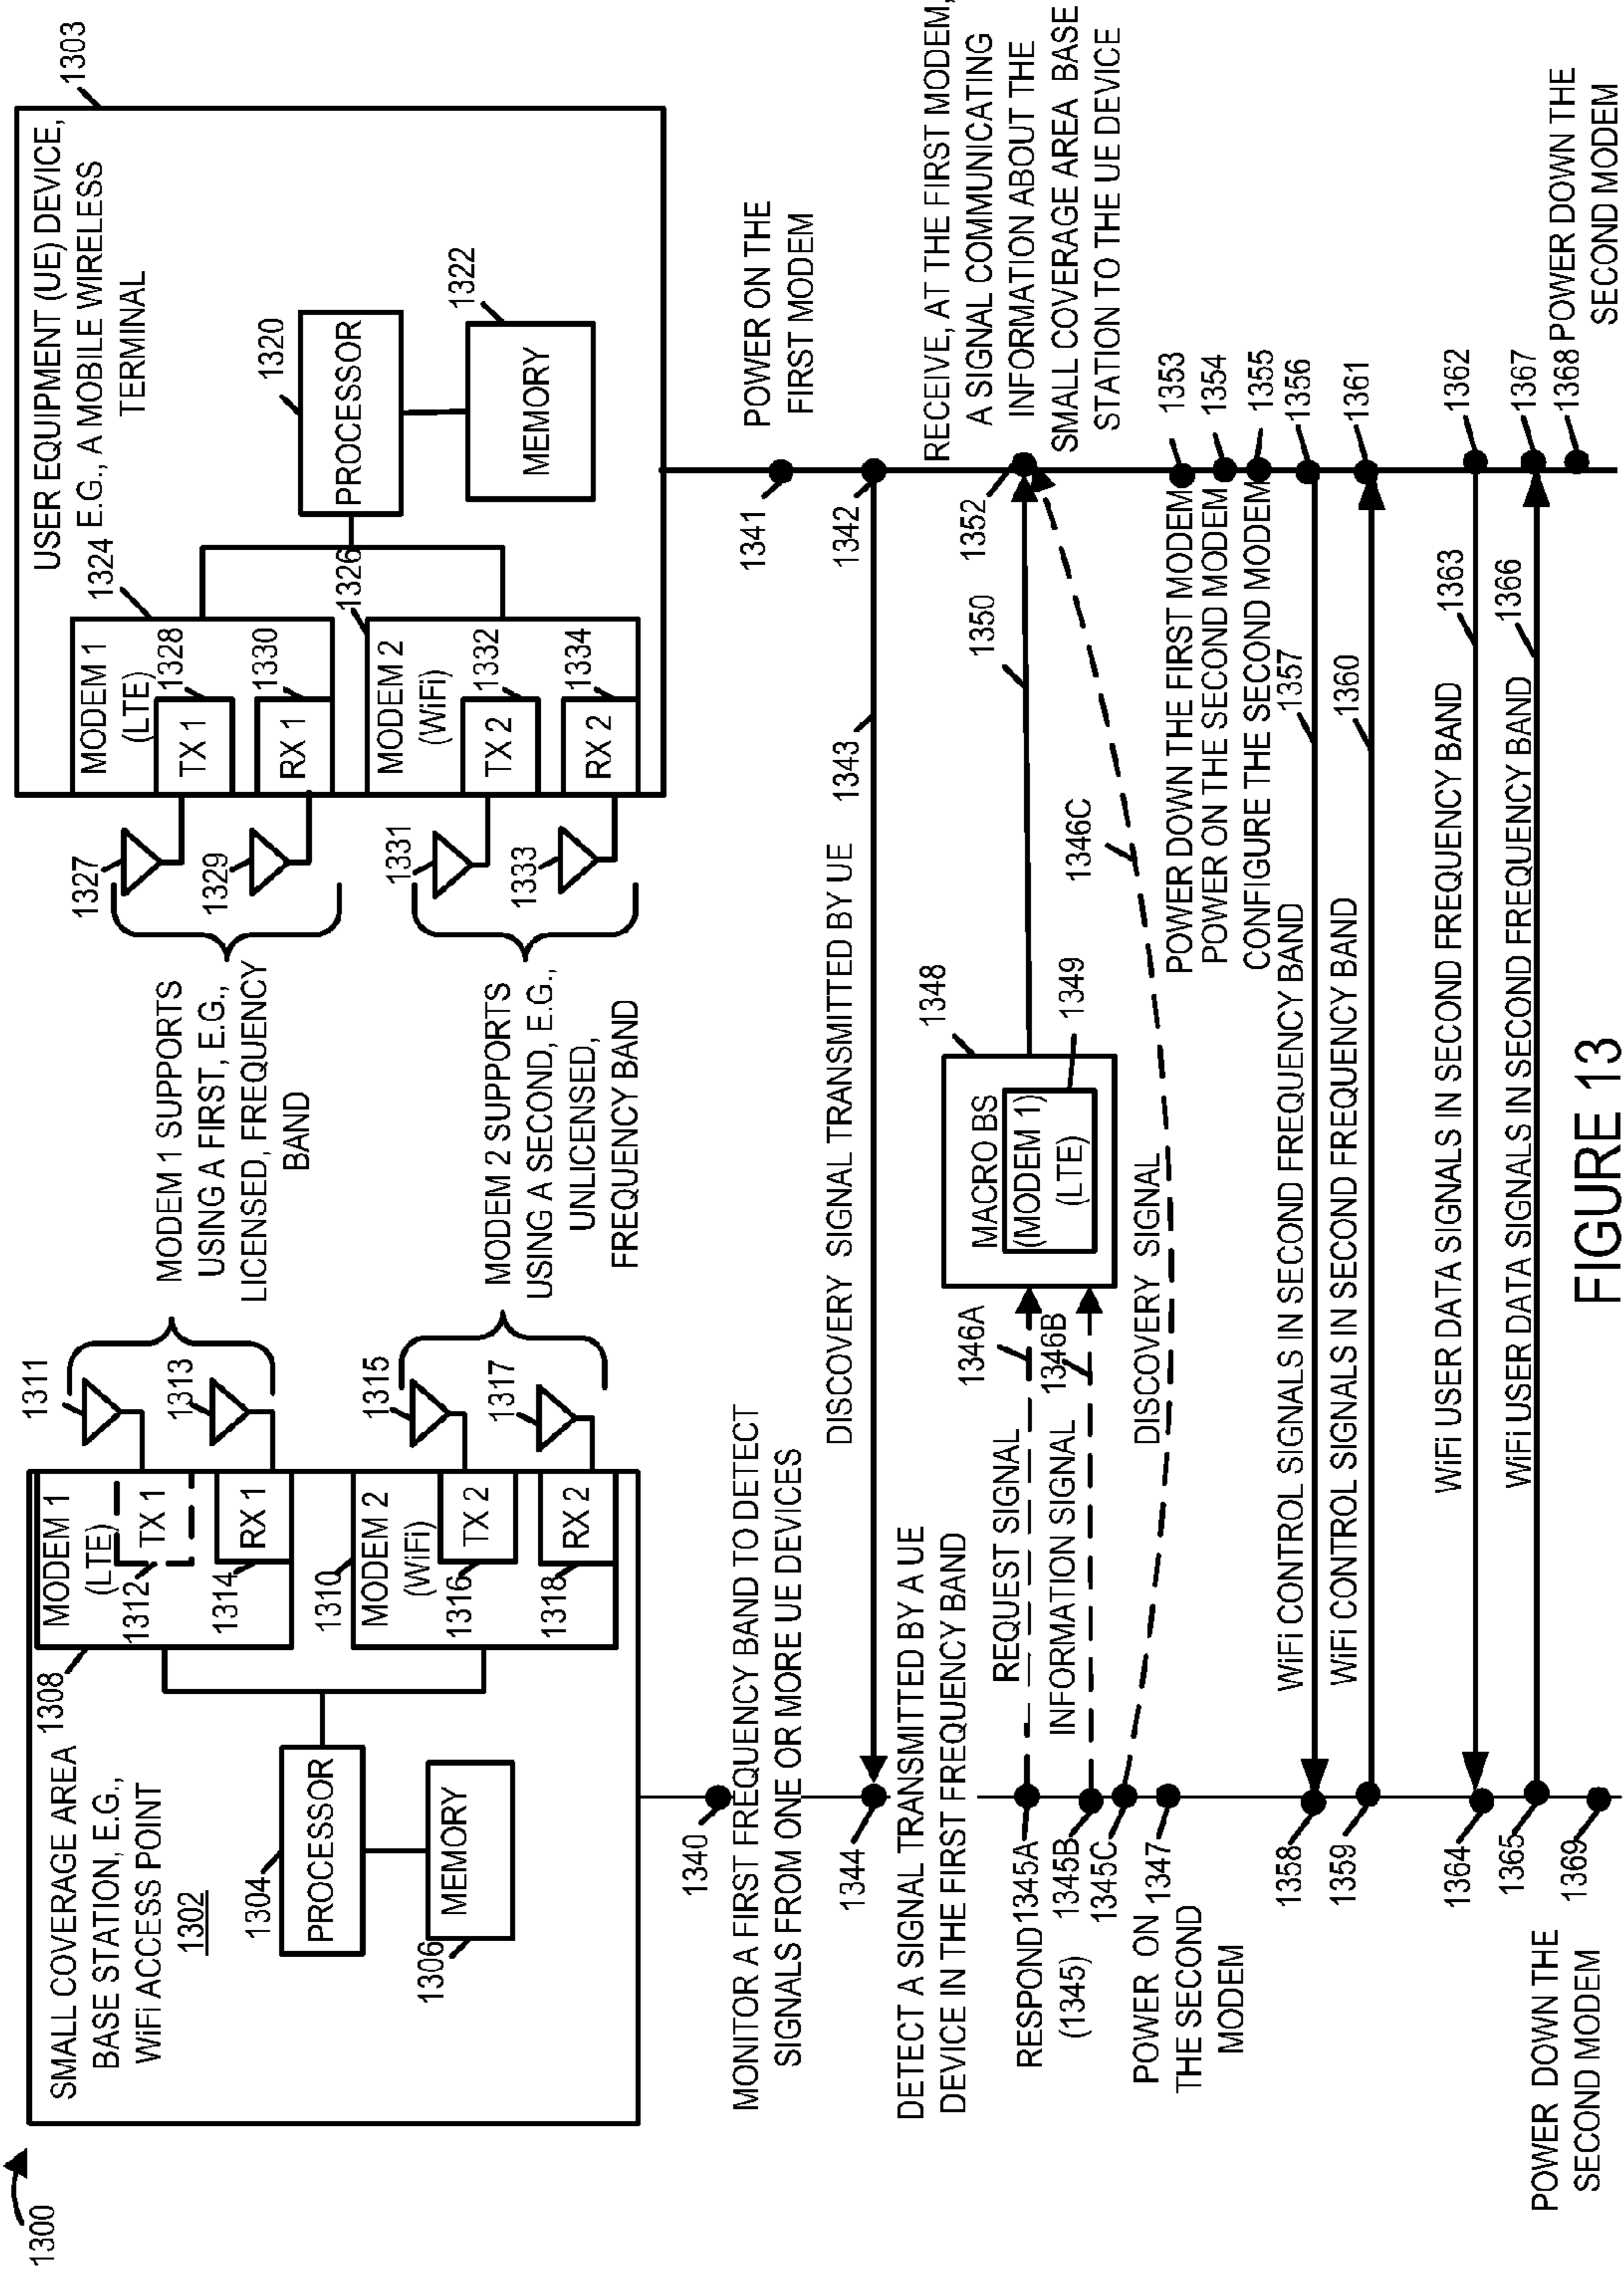 1300
SMALL COVERAGE AREA
BASE STATION, E.G.,
WiFi ACCESS POINT
1302
1304
PROCESSOR
1306
MEMORY
1308
MODEM 1
(LTE)
1312
TX 1
1314
RX 1
1310
MODEM 2
(WiFi)
1316
TX 2
1318
RX 2
1311
1313
1315
1317
MODEM 1 SUPPORTS
USING A FIRST, E.G.,
LICENSED, FREQUENCY
BAND
MODEM 2 SUPPORTS
USING A SECOND, E.G.,
UNLICENSED,
FREQUENCY BAND
1327
1329
1331
1333
USER EQUIPMENT (UE) DEVICE,
E.G., A MOBILE WIRELESS
TERMINAL
1303
1324
MODEM 1
(LTE)
1328
TX 1
1330
RX 1
1326
MODEM 2
(WiFi)
1332
TX 2
1334
RX 2
1320
PROCESSOR
1322
MEMORY
1340
MONITOR A FIRST FREQUENCY BAND TO DETECT
SIGNALS FROM ONE OR MORE UE DEVICES
1341
POWER ON THE
FIRST MODEM
DISCOVERY SIGNAL TRANSMITTED BY UE
1343
1342
1344
DETECT A SIGNAL TRANSMITTED BY A UE
DEVICE IN THE FIRST FREQUENCY BAND
RESPOND
(1345)
1345A
REQUEST SIGNAL
1346A
1345B
INFORMATION SIGNAL
1346B
1345C
DISCOVERY SIGNAL
1346C
MACRO BS
(MODEM 1)
(LTE)
1348
1349
1350
1352
RECEIVE, AT THE FIRST MODEM,
A SIGNAL COMMUNICATING
INFORMATION ABOUT THE
SMALL COVERAGE AREA BASE
STATION TO THE UE DEVICE
POWER ON
THE SECOND
MODEM
1347
POWER DOWN THE FIRST MODEM
1353
POWER ON THE SECOND MODEM
1354
CONFIGURE THE SECOND MODEM
1355
1358
WiFi CONTROL SIGNALS IN SECOND FREQUENCY BAND
1357
1356
1359
WiFi CONTROL SIGNALS IN SECOND FREQUENCY BAND
1360
1361
1364
WiFi USER DATA SIGNALS IN SECOND FREQUENCY BAND
1363
1362
1365
WiFi USER DATA SIGNALS IN SECOND FREQUENCY BAND
1366
1367
POWER DOWN THE
SECOND MODEM
1369
1368
POWER DOWN THE
SECOND MODEM
FIGURE 13